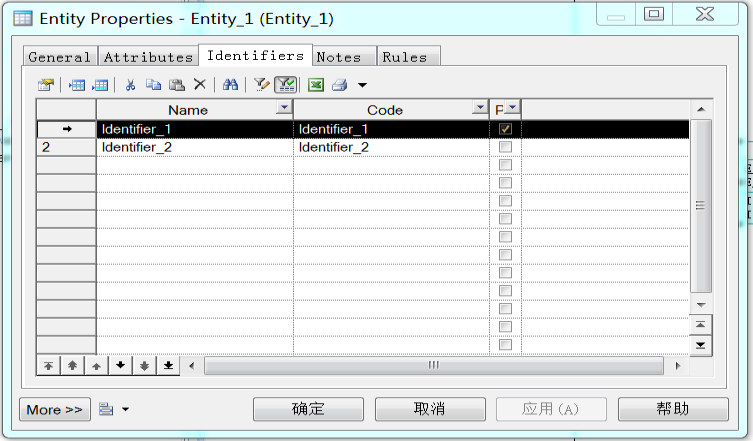 Entity Properties - Entity_1 (Entity_1)
General Attributes Identifiers Notes Rules
Name Code P
Identifier_1 Identifier_1
2 Identifier_2 Identifier_2
More >> 确定 取消 应用(A) 帮助